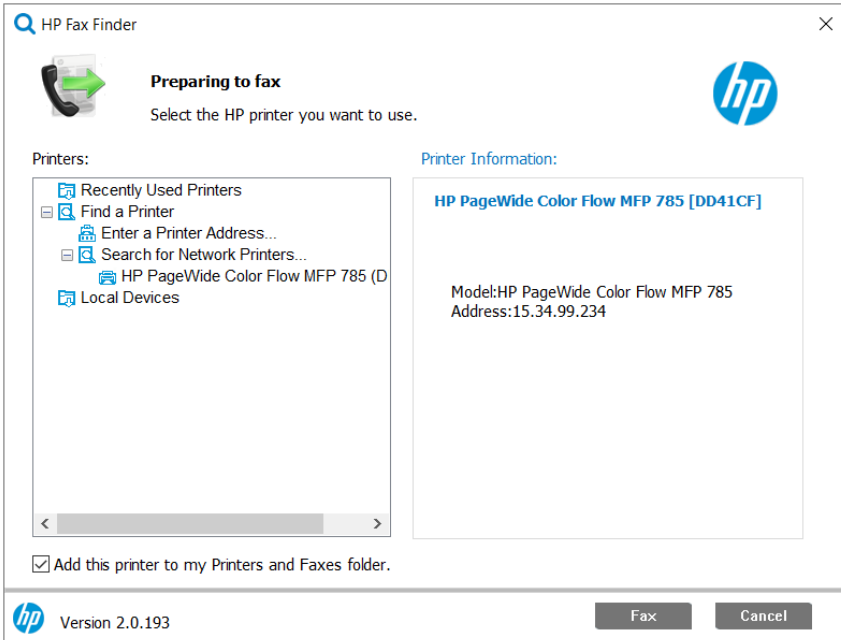 HP Fax Finder
Preparing to fax
Select the HP printer you want to use.
hp
Printers:
Recently Used Printers
Find a Printer
Enter a Printer Address...
Search for Network Printers...
HP PageWide Color Flow MFP 785 (D
Local Devices
Add this printer to my Printers and Faxes folder.
Printer Information:
HP PageWide Color Flow MFP 785 [DD41CF]
Model:HP PageWide Color Flow MFP 785
Address:15.34.99.234
hp
Version 2.0.193
Fax
Cancel